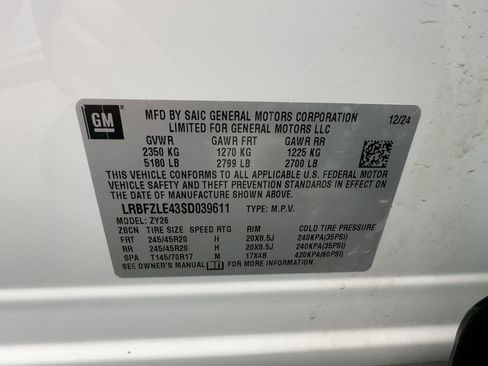 GM
MFD BY SAIC GENERAL MOTORS CORPORATION 12/24
LIMITED FOR GENERAL MOTORS LLC
GVWR GAWR FRT GAWR RR
2350 KG 1270 KG 1225 KG
5180 LB 2799 LB 2700 LB
THIS VEHICLE CONFORMS TO ALL APPLICABLE U.S. FEDERAL MOTOR
VEHICLE SAFETY AND THEFT PREVENTION STANDARDS IN EFFECT ON
THE DATE OF MANUFACTURE SHOWN ABOVE.
LRBFZLE43SD039611 TYPE: M.P.V.
MODEL: ZY26
ZBCN TIRE SIZE SPEED RTG RIM COLD TIRE PRESSURE
FRT 245/45R20 H 20X8.5J 240KPA(35PSI)
RR 245/45R20 H 20X8.5J 240KPA(35PSI)
SPA T145/70R17 M 17X4B 420KPA(60PSI)
SEE OWNER'S MANUAL FOR MORE INFORMATION.